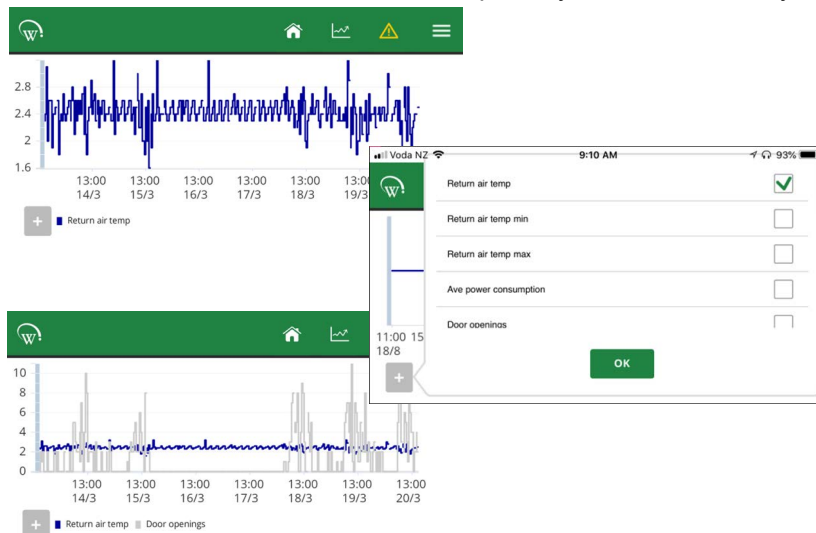 W
2.8
2.4
2
1.6
13:00 13:00 13:00 13:00 13:00 13:0
14/3 15/3 16/3 17/3 18/3 19/3
+ Return air temp
Voda NZ 9:10 AM 93%
W
Return air temp
Return air temp min
Return air temp max
Ave power consumption
Door openings
11:00 15
18/8
+
OK
W
10
8
6
4
2
0
13:00 13:00 13:00 13:00 13:00 13:00 13:00
14/3 15/3 16/3 17/3 18/3 19/3 20/3
+ Return air temp Door openings